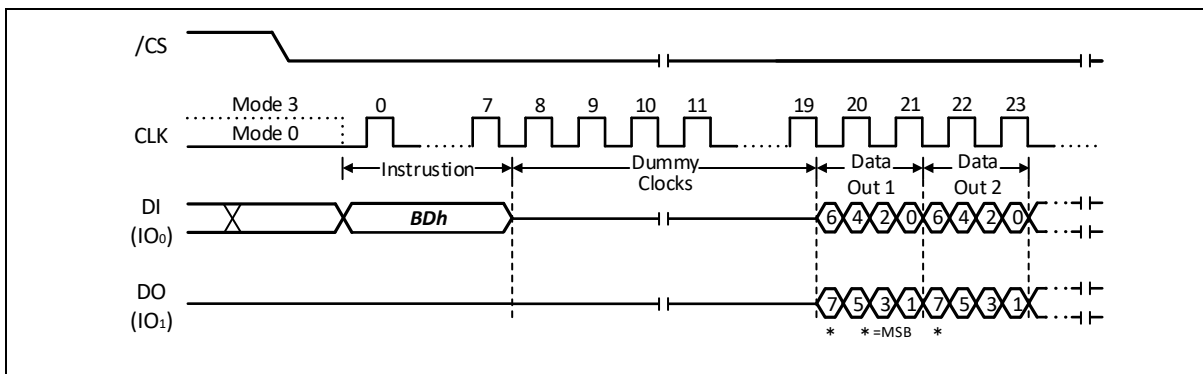 /CS
Mode 3
0 7 8 9 10 11 19 20 21 22 23
CLK
Mode 0
Instrustion
Dummy
Clocks
Data
Out 1
Data
Out 2
DI
(IO0)
BDh
6 4 2 0 6 4 2 0
DO
(IO1)
7 5 3 1 7 5 3 1
* * =MSB *